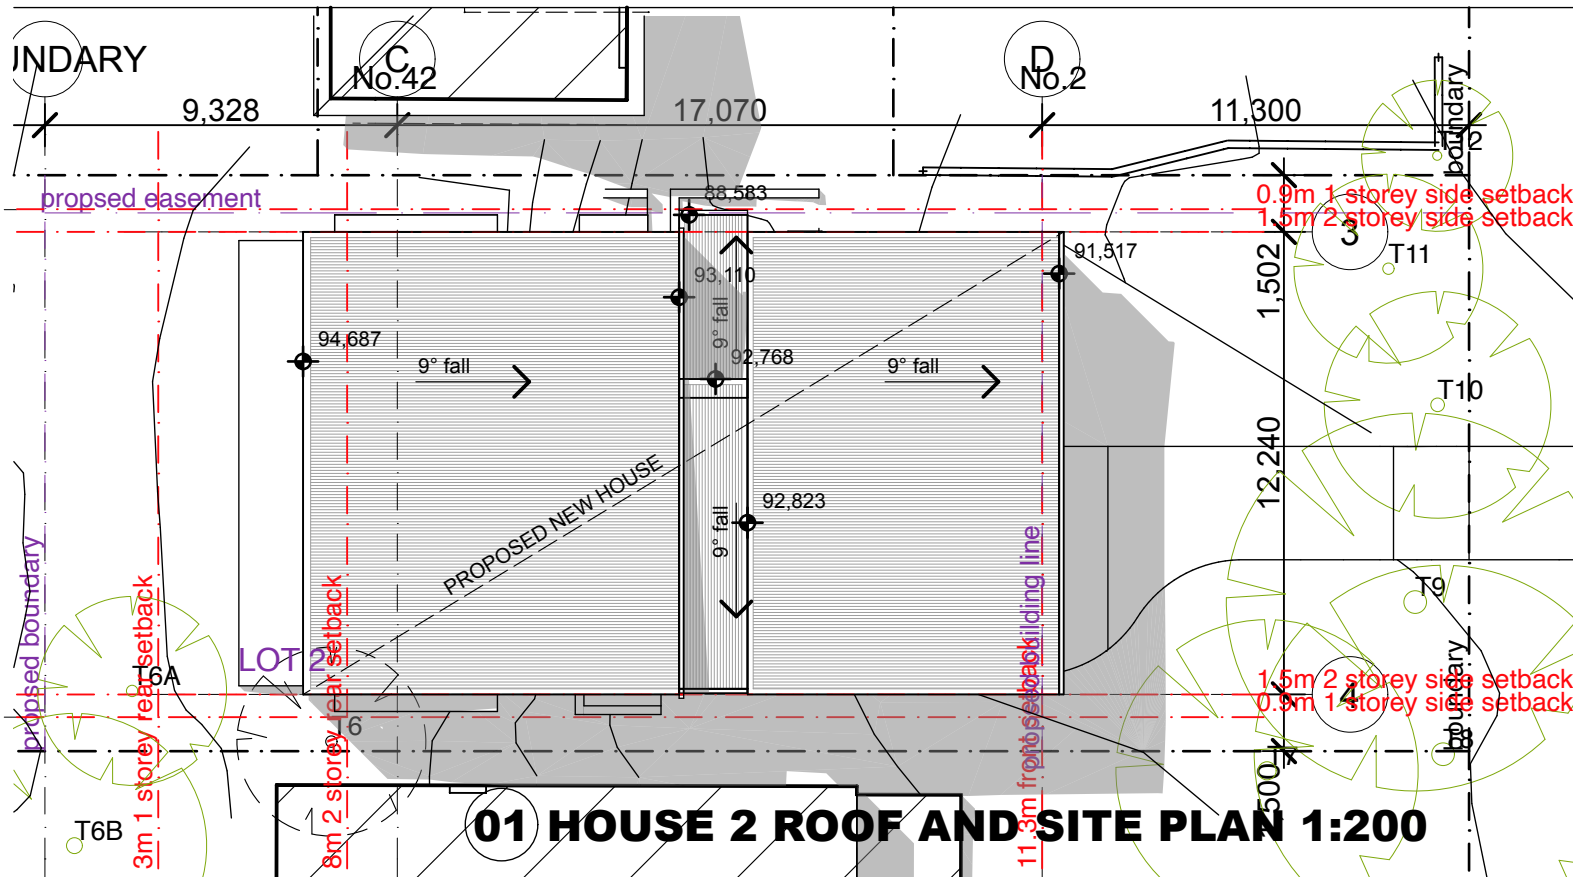 UNDARY
C
No.42
D
No.2
9,328
17,070
11,300
boundary
T12
propsed easement
88,583
0.9m 1 storey side setback
1.5m 2 storey side setback
3
91,517
T11
93,110
1,502
9° fall
94,687
92,768
9° fall
9° fall
T10
12,240
PROPOSED NEW HOUSE
92,823
9° fall
propsed boundary
3m 1 storey rear setback
8m 2 storey rear setback
11.3m front setback
propsed building line
T9
LOT 2
T6A
boundary
1.5m 2 storey side setback
4
0.9m 1 storey side setback
T6
T8
T6B
01 HOUSE 2 ROOF AND SITE PLAN 1:200